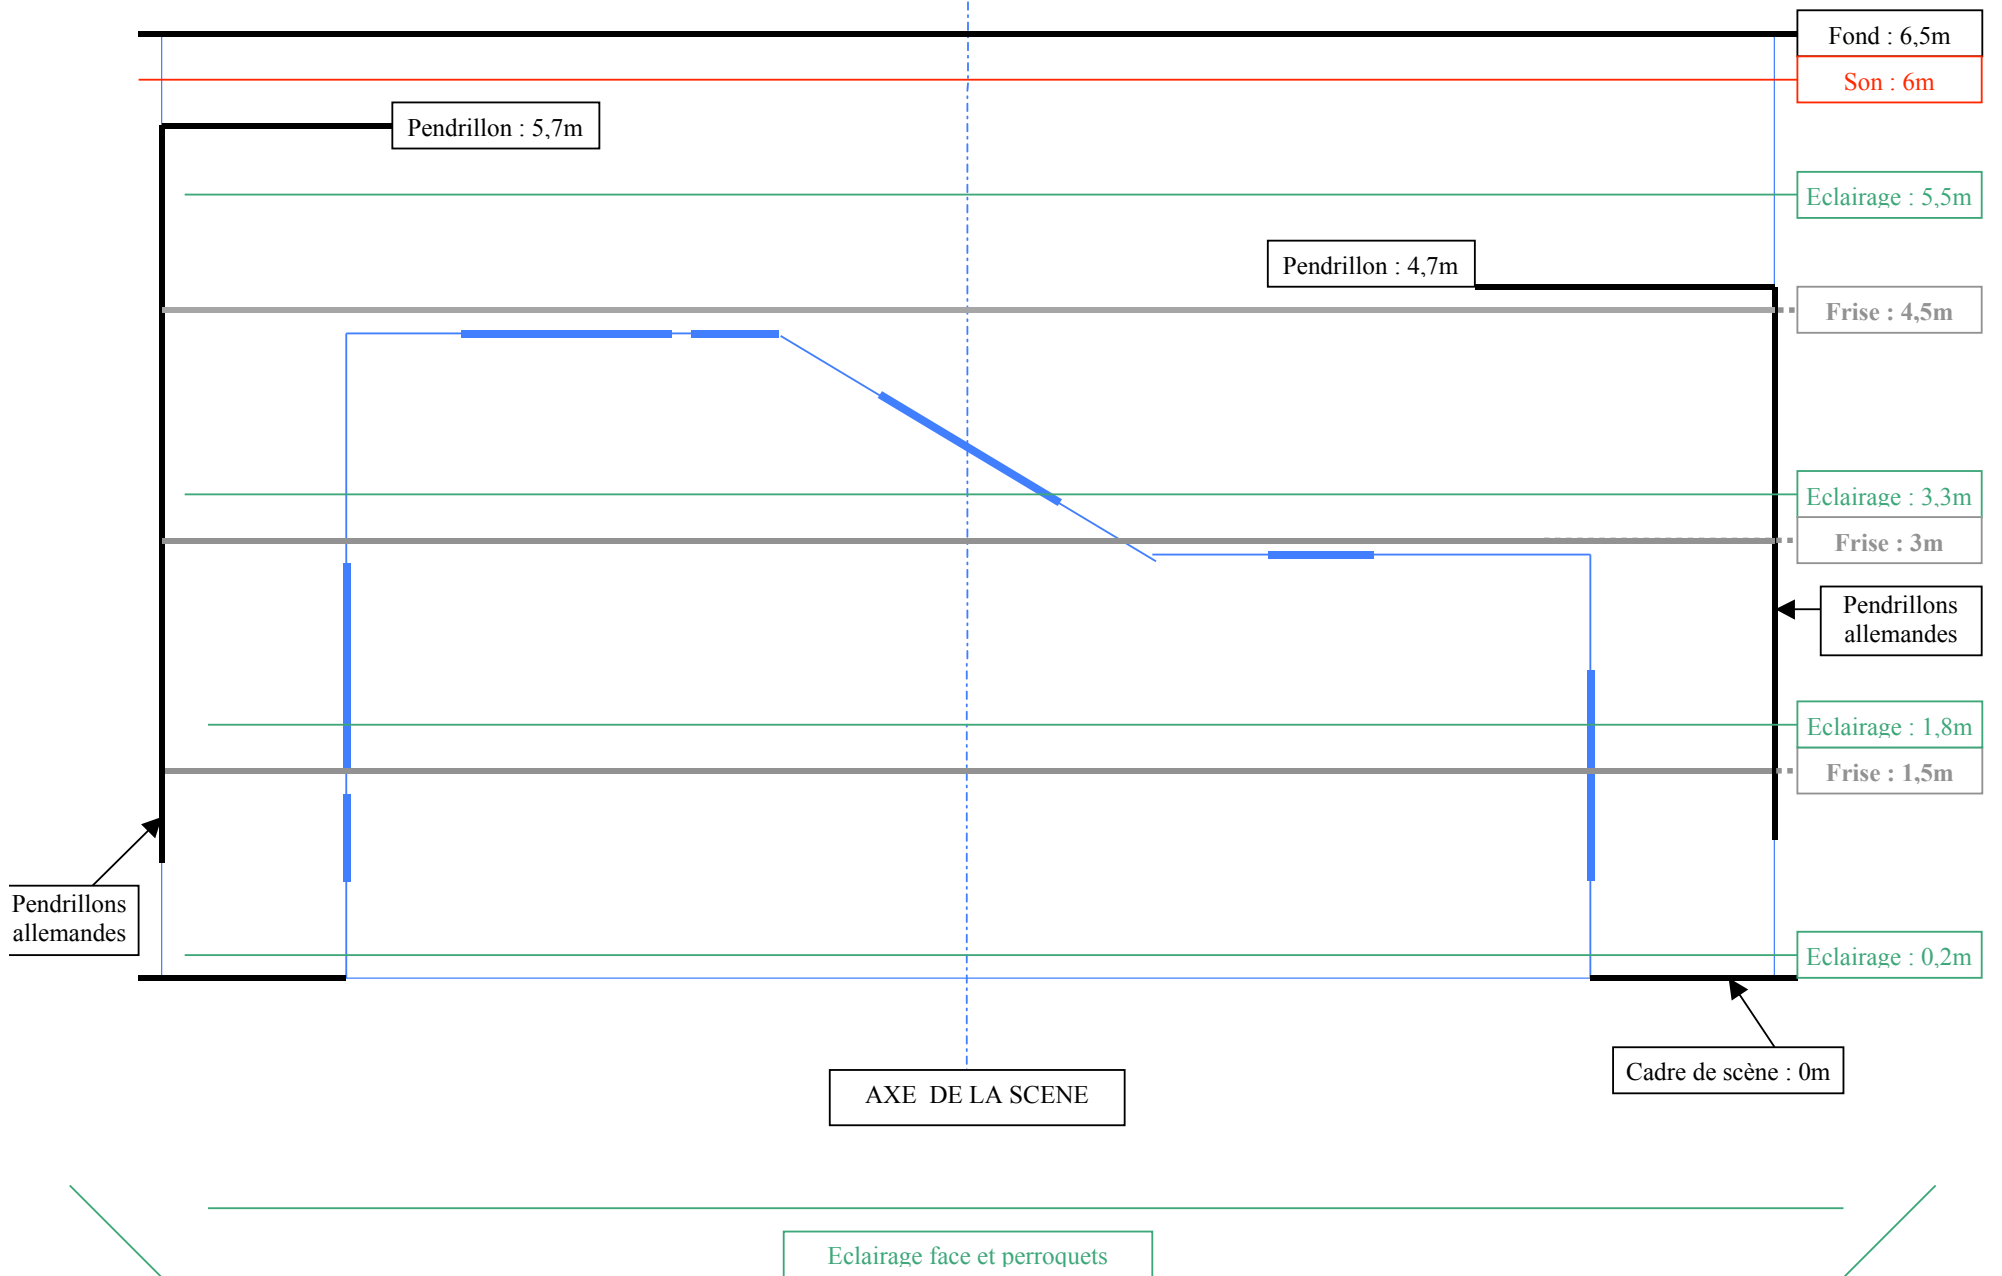 Fond : 6,5m
Son : 6m
Pendrillon : 5,7m
Eclairage : 5,5m
Pendrillon : 4,7m
Frise : 4,5m
Eclairage : 3,3m
Frise : 3m
Pendrillons
allemandes
Eclairage : 1,8m
Frise : 1,5m
Pendrillons
allemandes
Eclairage : 0,2m
Cadre de scène : 0m
AXE DE LA SCENE
Eclairage face et perroquets